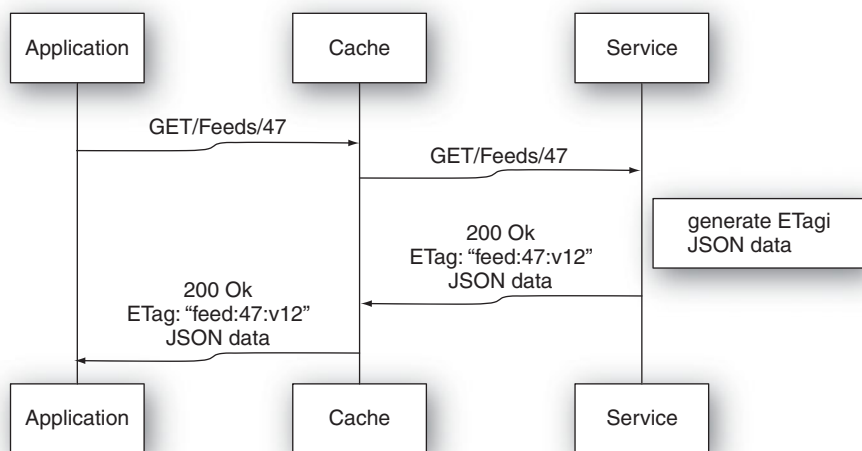 Application
Cache
Service
GET/Feeds/47
GET/Feeds/47
generate ETagi
JSON data
200 Ok
ETag: “feed:47:v12”
JSON data
200 Ok
ETag: “feed:47:v12”
JSON data
Application
Cache
Service